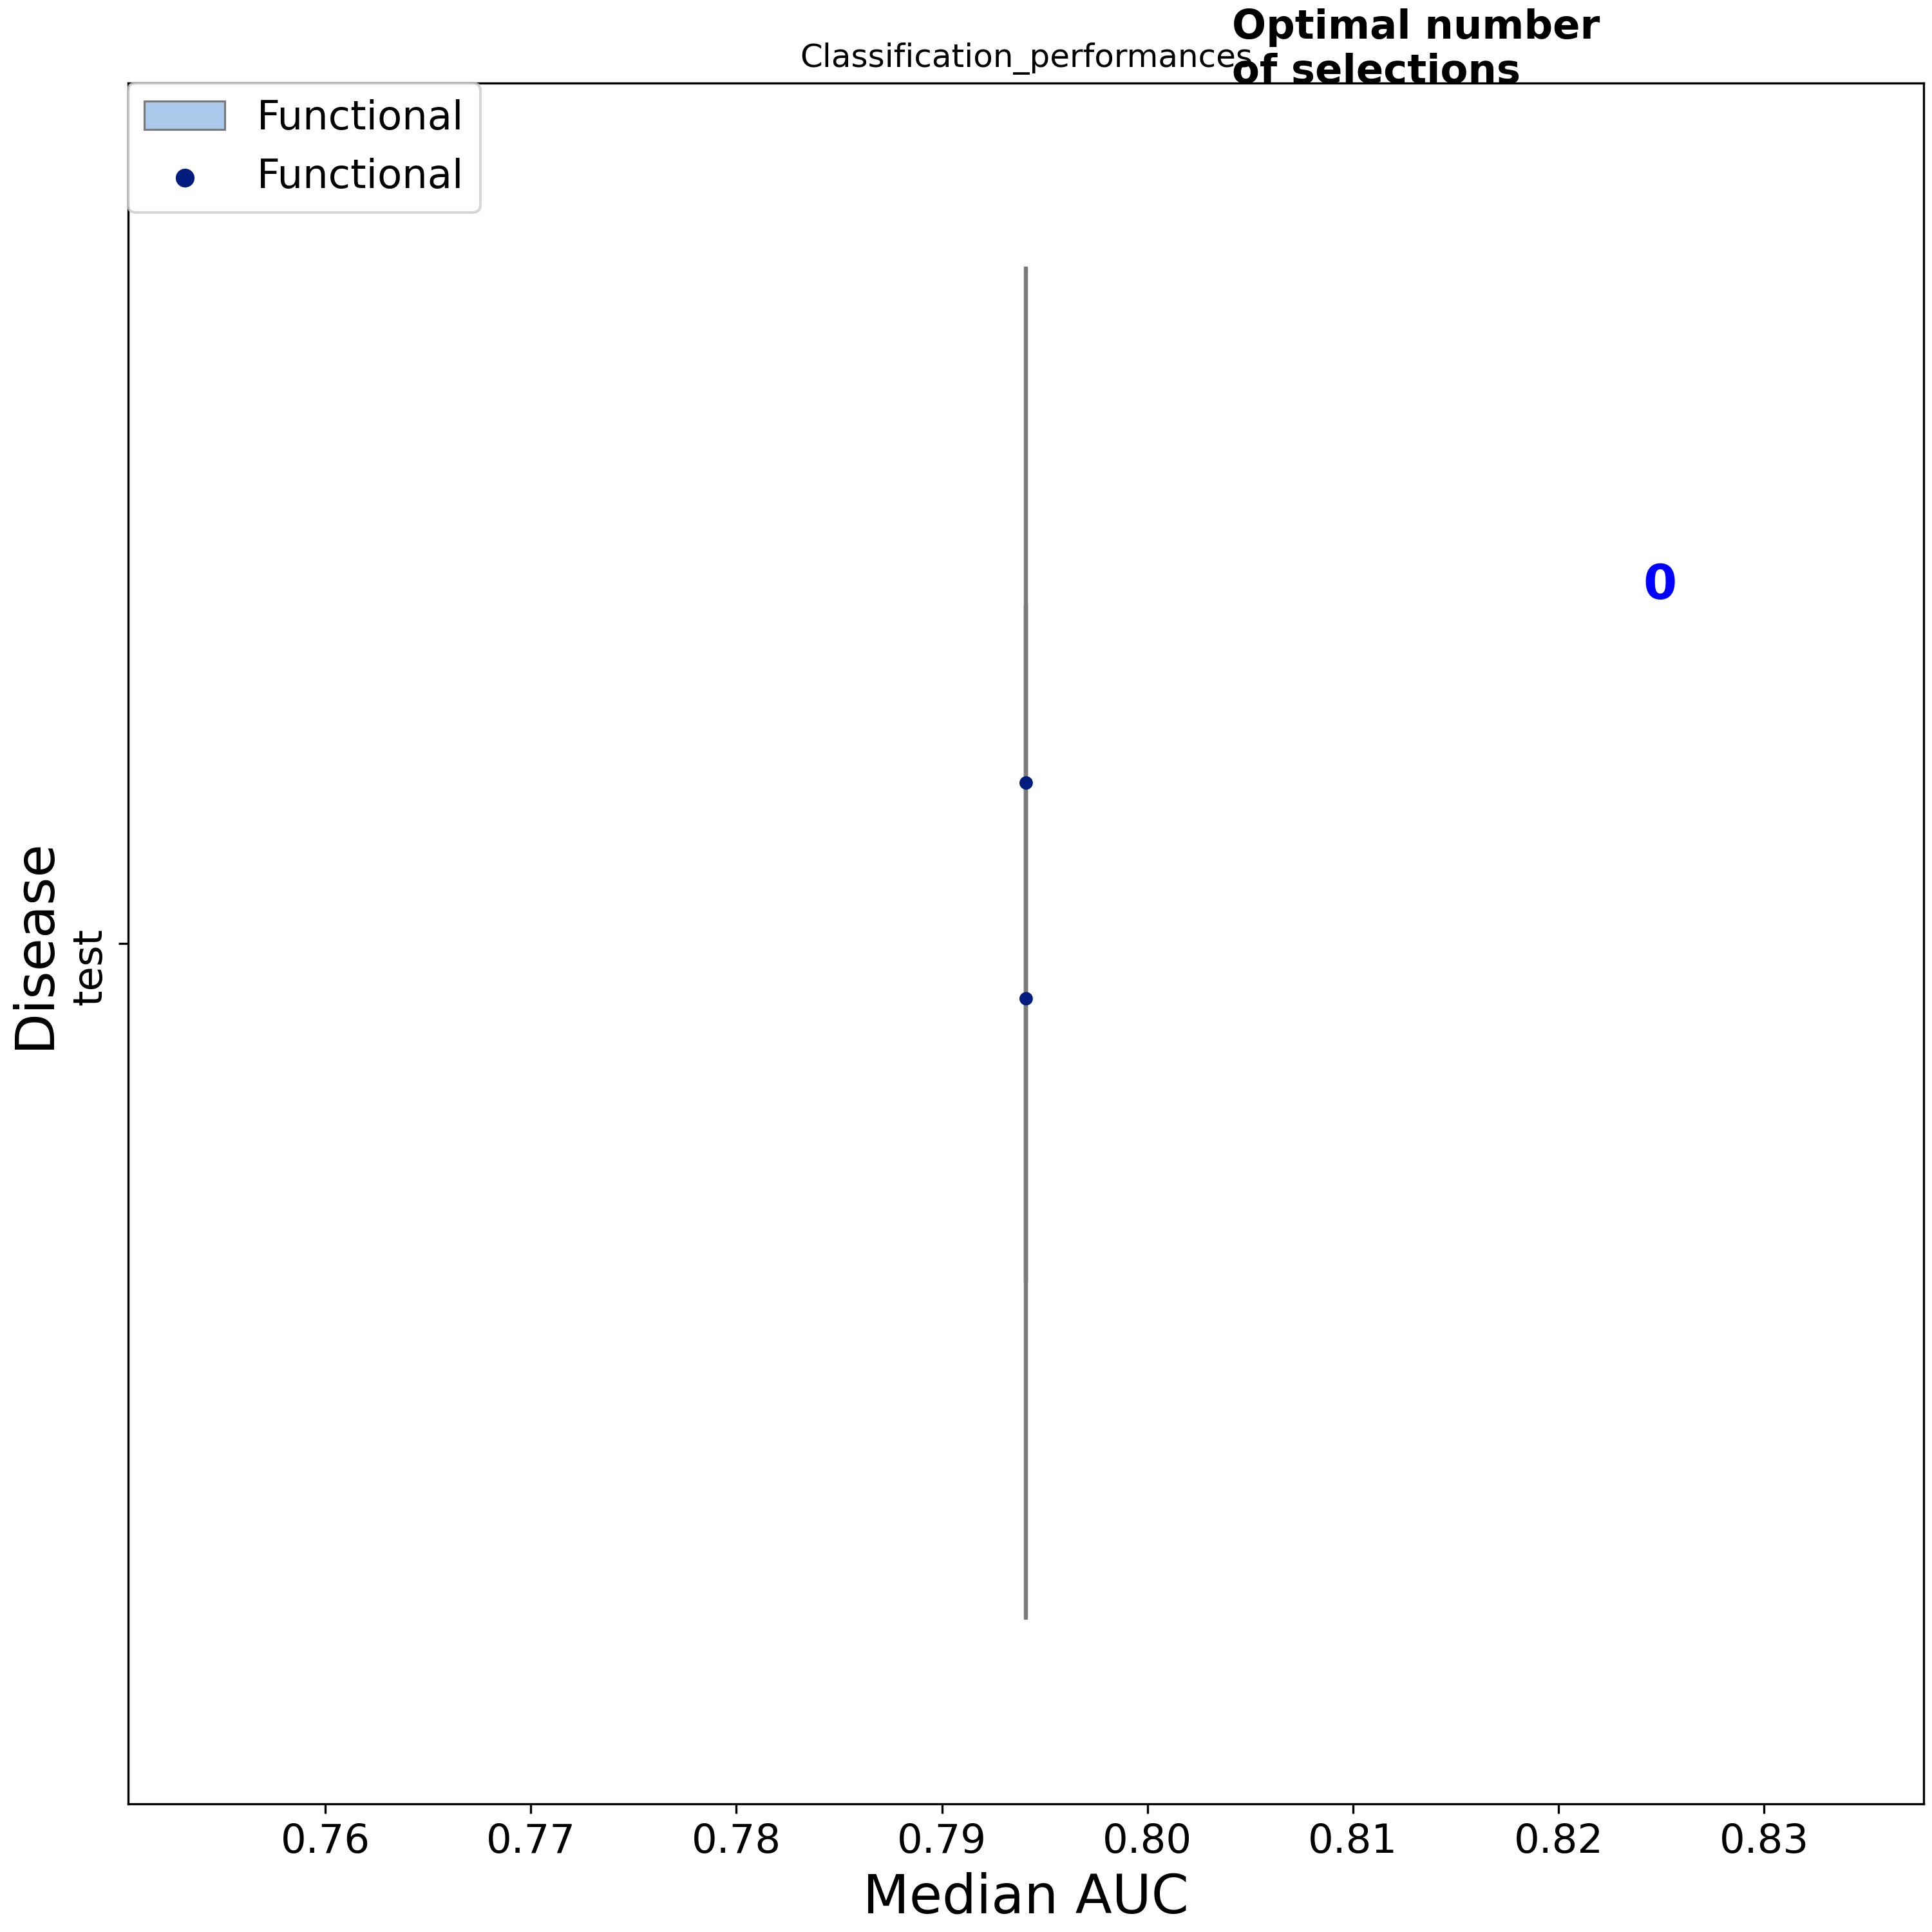 Optimal number
of selections
Classification_performances
Functional
Functional
0
Disease
test
0.76 0.77 0.78 0.79 0.80 0.81 0.82 0.83
Median AUC